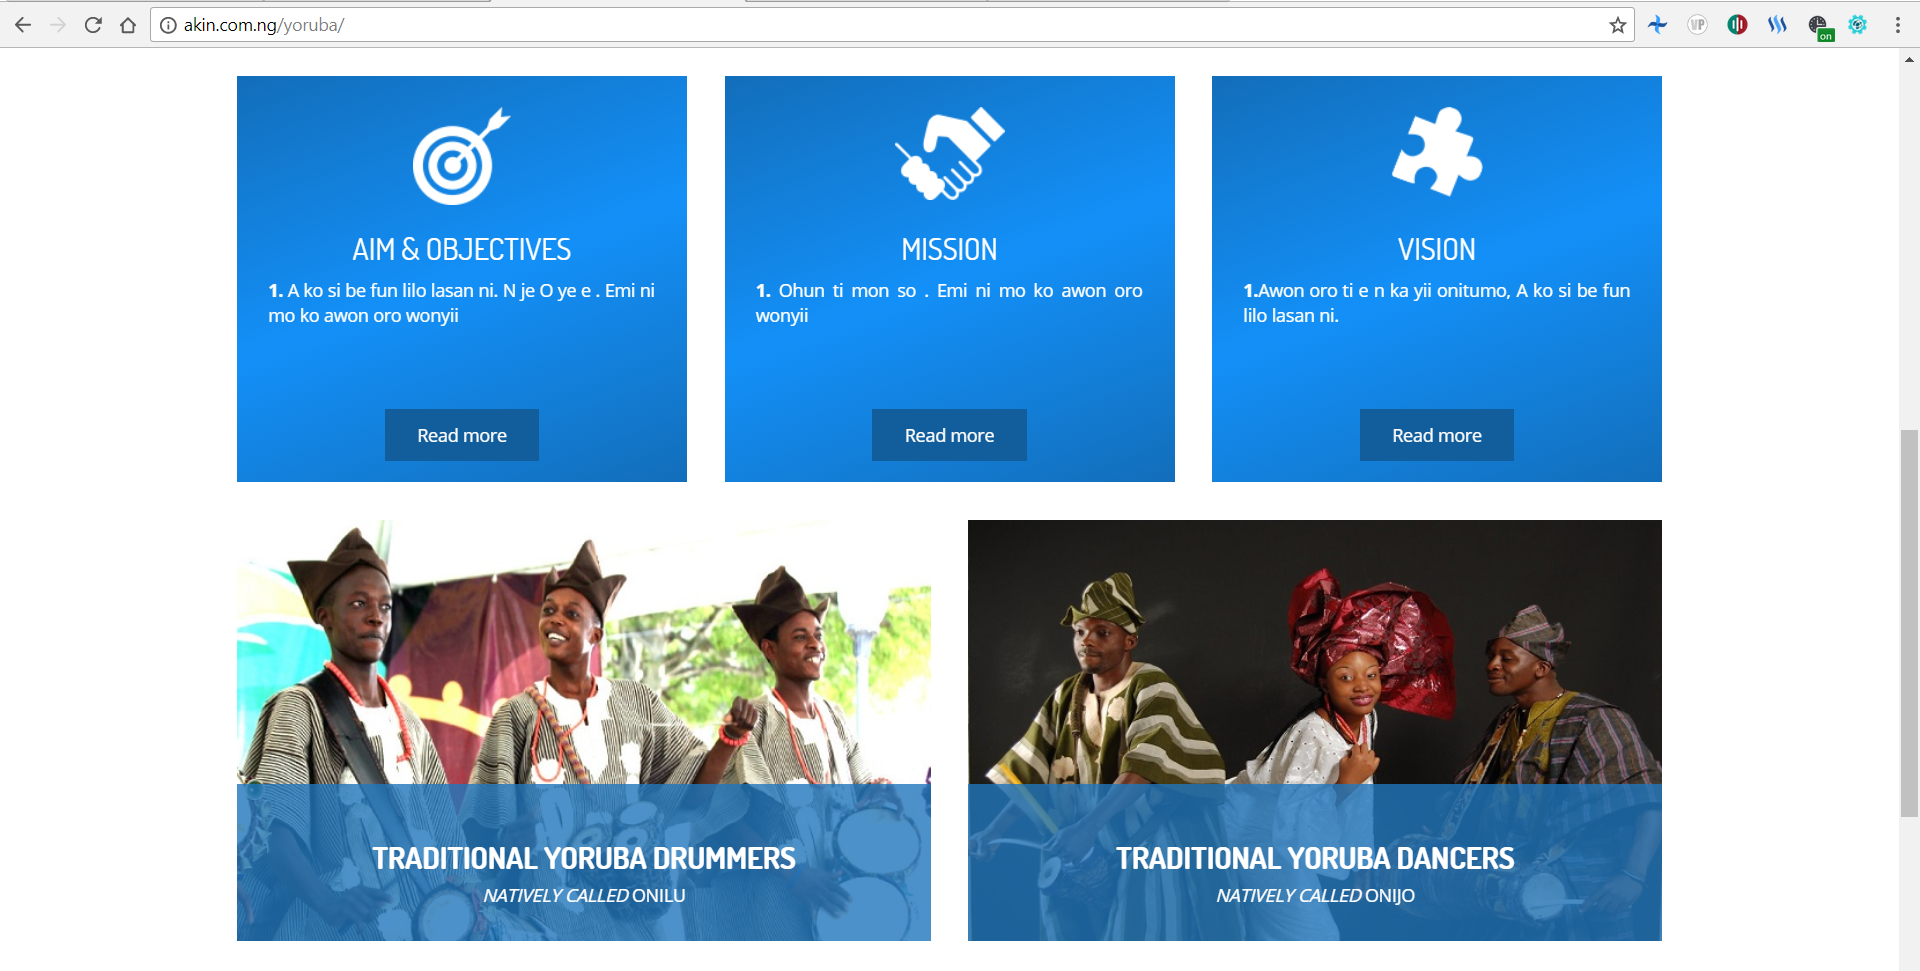 akin.com.ng/yoruba/
VP
on
AIM & OBJECTIVES
1. A ko si be fun lilo lasan ni. N je O ye e . Emi ni
mo ko awon oro wonyii
Read more
MISSION
1. Ohun ti mon so . Emi ni mo ko awon oro
wonyii
Read more
VISION
1.Awon oro ti e n ka yii onitumo, A ko si be fun
lilo lasan ni.
Read more
TRADITIONAL YORUBA DRUMMERS
NATIVELY CALLED ONILU
TRADITIONAL YORUBA DANCERS
NATIVELY CALLED ONIJO